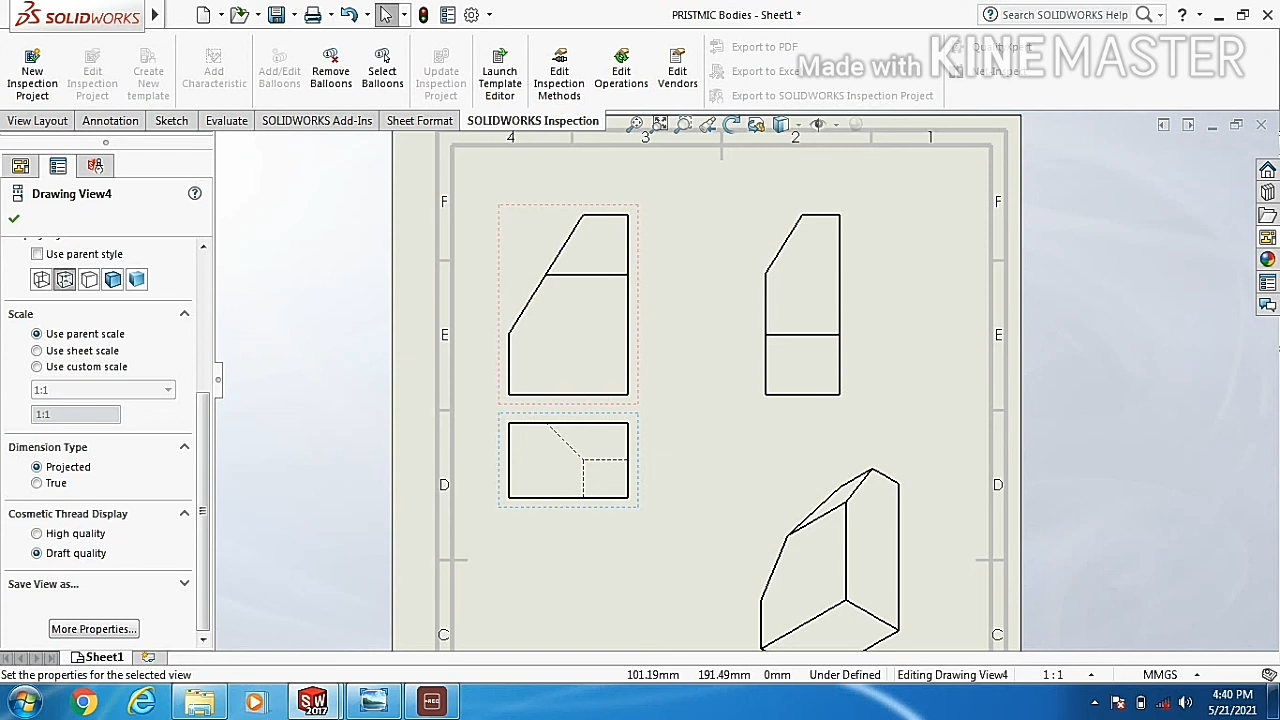 SOLIDWORKS
PRISTMIC Bodies - Sheet1 *
Search SOLIDWORKS Help
New Inspection Project
Edit Inspection Project
Create New template
Add Characteristic
Add/Edit Balloons
Remove Balloons
Select Balloons
Update Inspection Project
Launch Template Editor
Edit Inspection Methods
Edit Operations
Edit Vendors
Export to PDF
Export to Exce
Export to SOLIDWORKS Inspection Project
Made with KINEMASTER
View Layout
Annotation
Sketch
Evaluate
SOLIDWORKS Add-Ins
Sheet Format
SOLIDWORKS Inspection
4 3 2 1
Drawing View4
Use parent style
Scale
Use parent scale
Use sheet scale
Use custom scale
1:1
1:1
Dimension Type
Projected
True
Cosmetic Thread Display
High quality
Draft quality
Save View as...
More Properties...
F F
E E
D D
C C
Sheet1
Set the properties for the selected view
101.19mm 191.49mm 0mm Under Defined Editing Drawing View4 1 : 1 MMGS
SW
2017
FREE
4:40 PM
5/21/2021